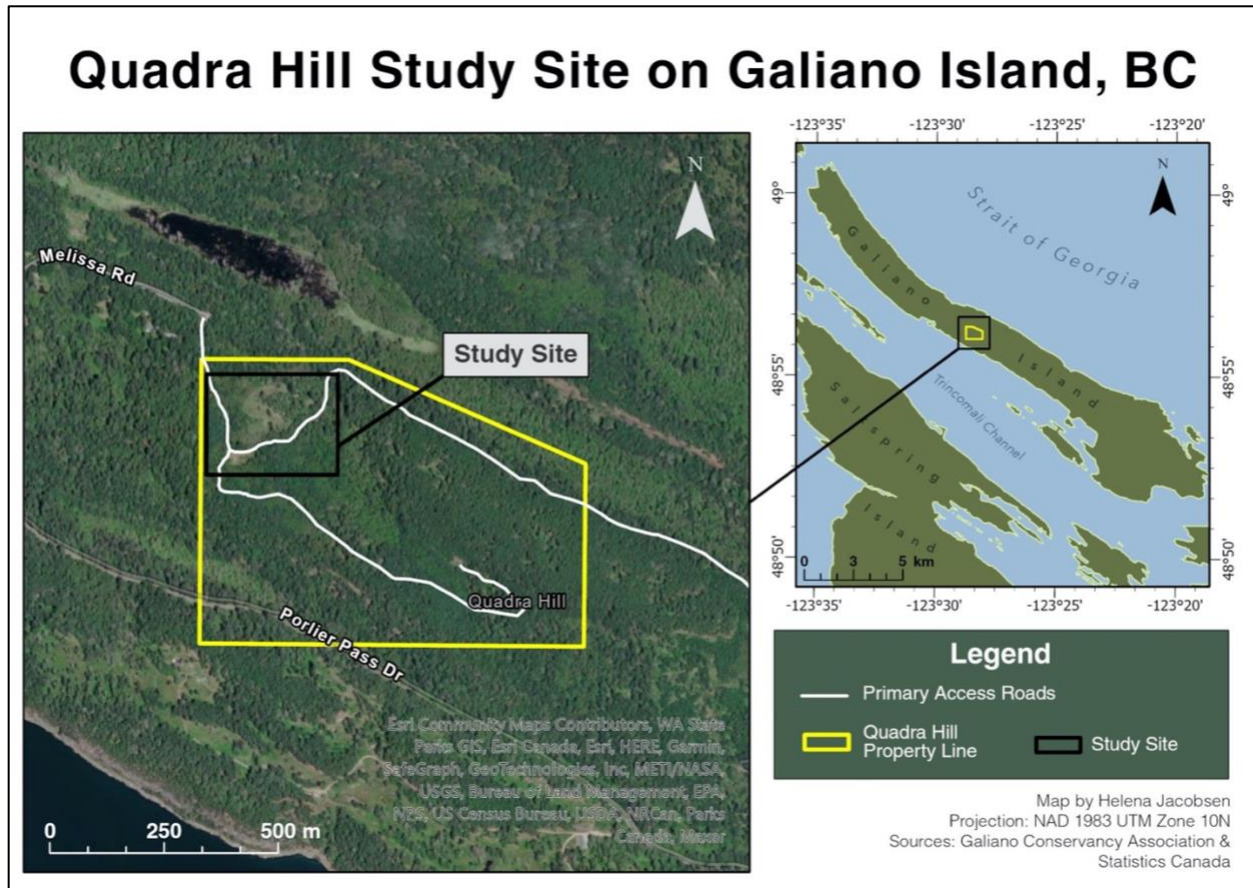 Quadra Hill Study Site on Galiano Island, BC
N
Melissa Rd
Study Site
Quadra Hill
Porlier Pass Dr
Esri Community Maps Contributors, WA State
Parks GIS, Esri Canada, Esri, HERE, Garmin,
SafeGraph, GeoTechnologies, Inc, METI/NASA,
USGS, Bureau of Land Management, EPA,
NPS, US Census Bureau, USDA, NRCan, Parks
Canada, Maxar
0 250 500 m
-123°35' -123°30' -123°25' -123°20'
49° 49°
N
Strait of Georgia
Galiano Island
48°55' 48°55'
Trincomali Channel
Saltspring Island
48°50' 48°50'
0 3 5 km
-123°35' -123°30' -123°25' -123°20'
Legend
Primary Access Roads
Quadra Hill
Property Line
Study Site
Map by Helena Jacobsen
Projection: NAD 1983 UTM Zone 10N
Sources: Galiano Conservancy Association &
Statistics Canada